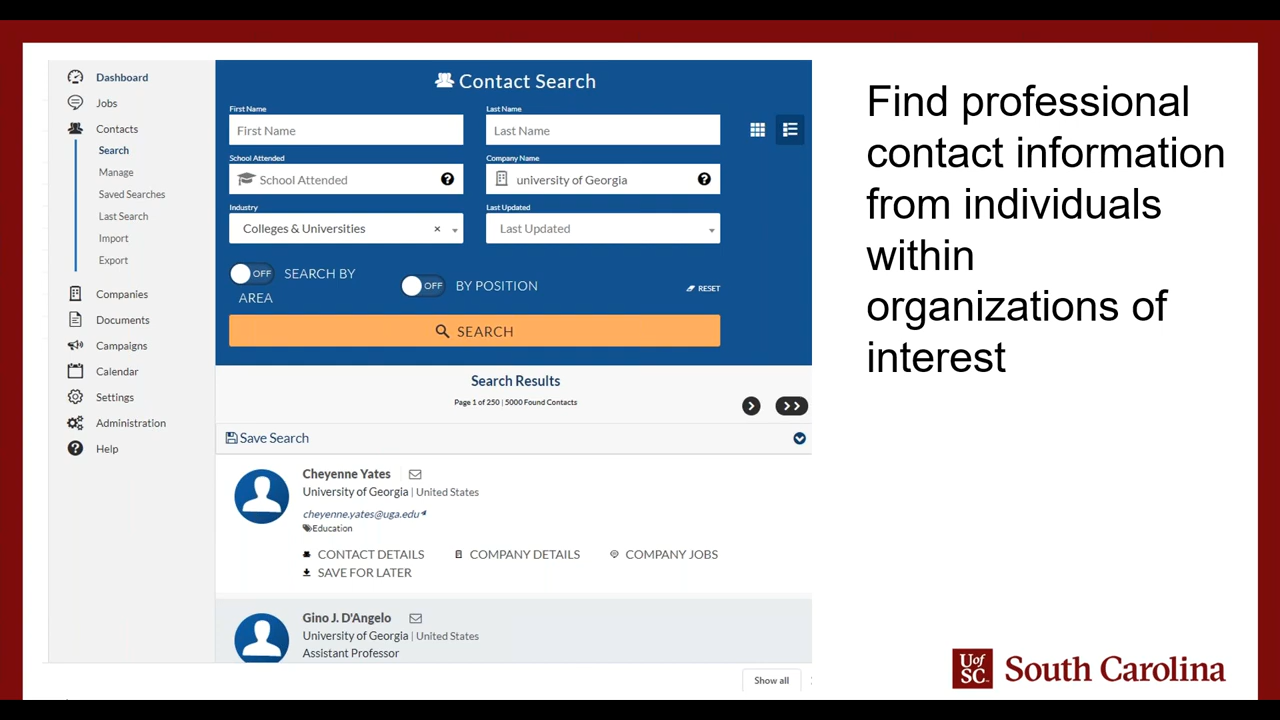 Dashboard
Jobs
Contacts
Search
Manage
Saved Searches
Last Search
Import
Export
Companies
Documents
Campaigns
Calendar
Settings
Administration
Help
Contact Search
First Name
Last Name
First Name
Last Name
School Attended
Company Name
School Attended
university of Georgia
Industry
Last Updated
Colleges & Universities ×
Last Updated
OFF SEARCH BY AREA
OFF BY POSITION
RESET
SEARCH
Search Results
Page 1 of 250 | 5000 Found Contacts
Save Search
Cheyenne Yates
University of Georgia | United States
cheyenne.yates@uga.edu
Education
CONTACT DETAILS COMPANY DETAILS COMPANY JOBS
SAVE FOR LATER
Gino J. D'Angelo
University of Georgia | United States
Assistant Professor
Show all
Find professional
contact information
from individuals
within
organizations of
interest
UofSC South Carolina